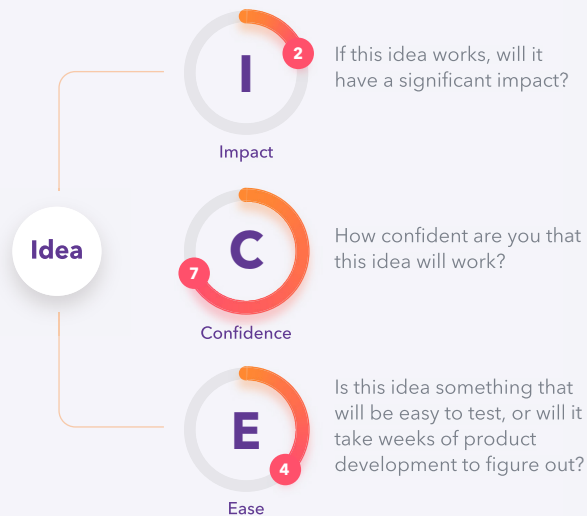 I
2
Impact
If this idea works, will it
have a significant impact?
Idea
C
7
Confidence
How confident are you that
this idea will work?
E
4
Ease
Is this idea something that
will be easy to test, or will it
take weeks of product
development to figure out?